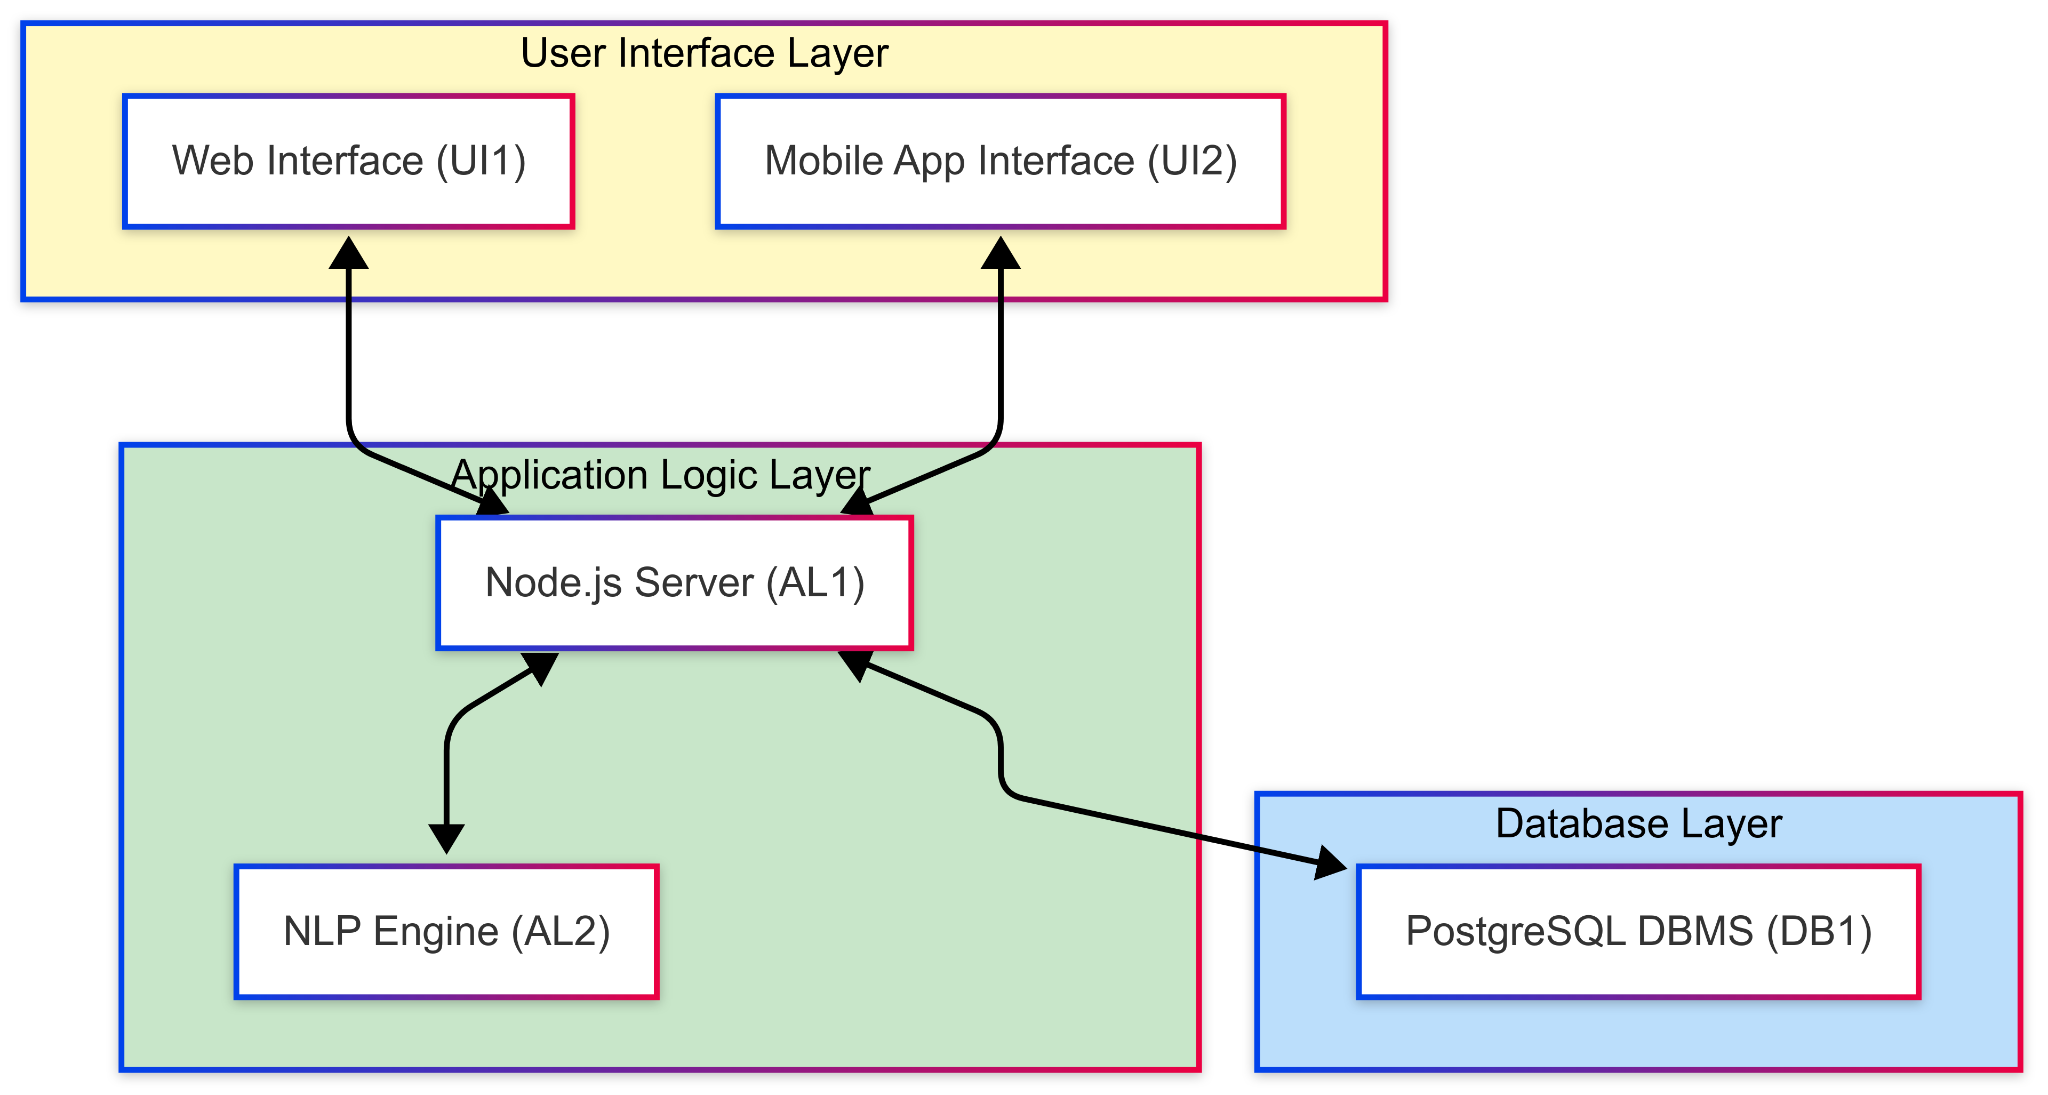 User Interface Layer
Web Interface (UI1)
Mobile App Interface (UI2)
Application Logic Layer
Node.js Server (AL1)
NLP Engine (AL2)
Database Layer
PostgreSQL DBMS (DB1)